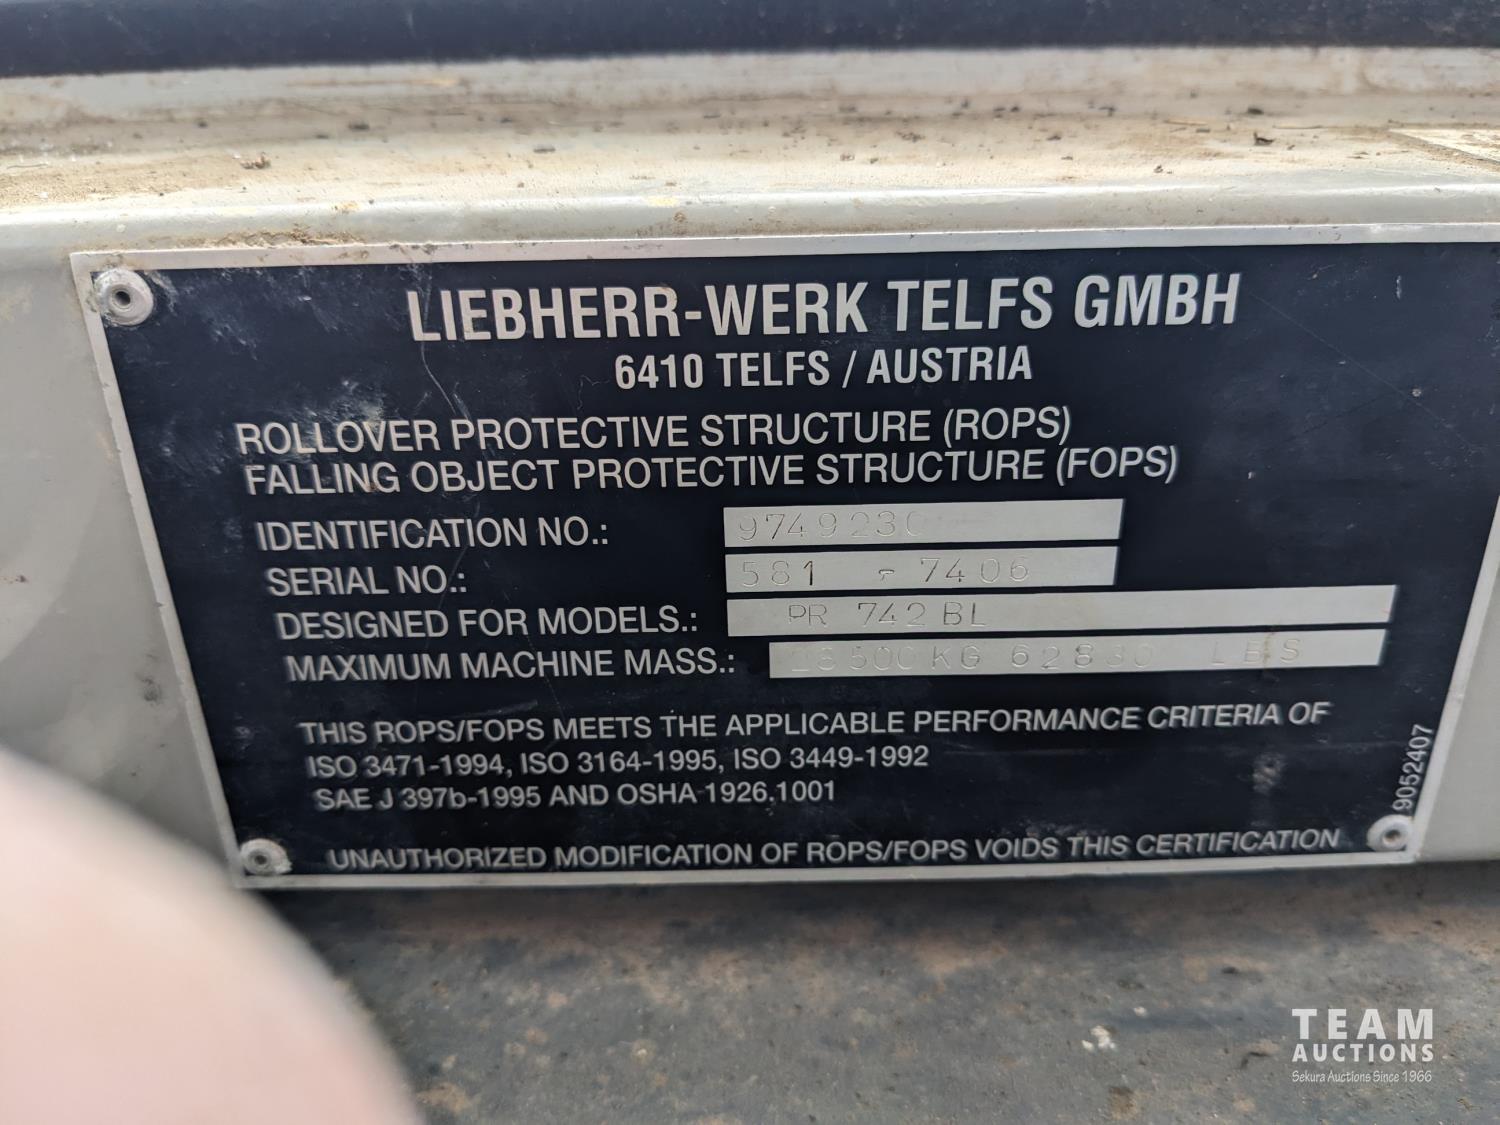 LIEBHERR-WERK TELFS GMBH
6410 TELFS / AUSTRIA
ROLLOVER PROTECTIVE STRUCTURE (ROPS)
FALLING OBJECT PROTECTIVE STRUCTURE (FOPS)
IDENTIFICATION NO.: 9749230
SERIAL NO.: 581 - 7406
DESIGNED FOR MODELS.: PR 742 BL
MAXIMUM MACHINE MASS.: 28500KG 62830 LBS
THIS ROPS/FOPS MEETS THE APPLICABLE PERFORMANCE CRITERIA OF
ISO 3471-1994, ISO 3164-1995, ISO 3449-1992
SAE J 397b-1995 AND OSHA 1926.1001
UNAUTHORIZED MODIFICATION OF ROPS/FOPS VOIDS THIS CERTIFICATION
9052407
TEAM
AUCTIONS
Sekura Auctions Since 1966